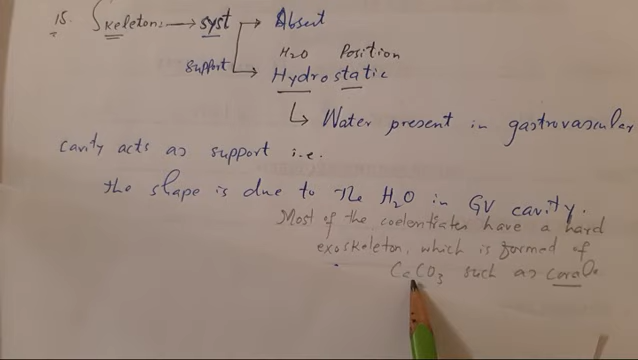 15. Skeleton: → syst → Absent
H2O Position
Support → Hydrostatic
↳ Water present in gastrovascular
cavity acts as support i.e.
the shape is due to the H2O in GV cavity.
Most of the coelentrates have a hard
exoskeleton, which is formed of
CaCO3 such as corals.